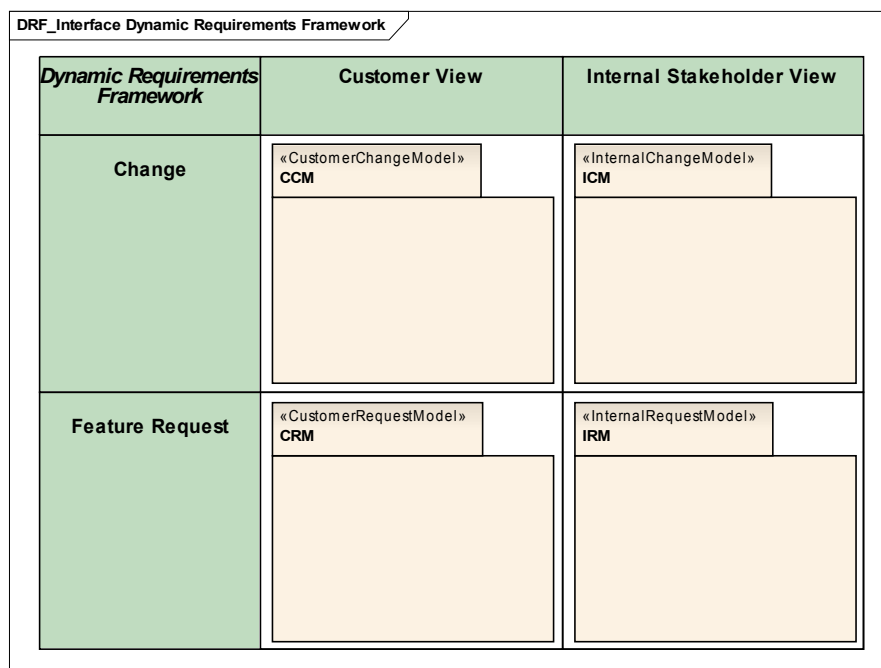 DRF_Interface Dynamic Requirements Framework
Dynamic Requirements
Framework
Customer View
Internal Stakeholder View
Change
«CustomerChangeModel»
CCM
«InternalChangeModel»
ICM
Feature Request
«CustomerRequestModel»
CRM
«InternalRequestModel»
IRM